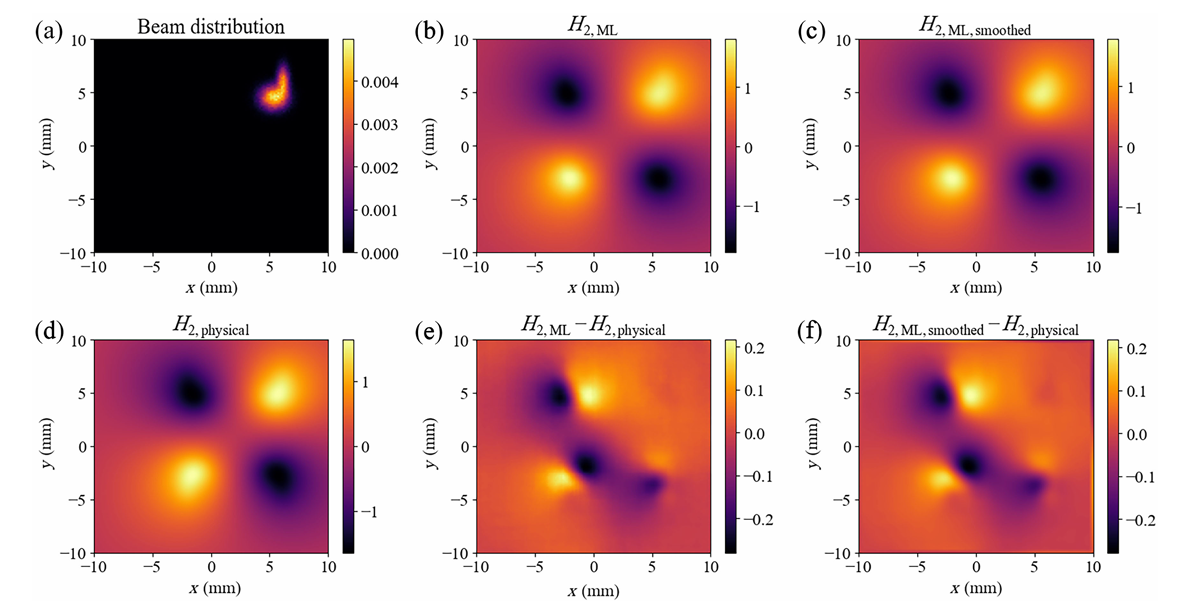 (a) Beam distribution
10
5
0
−5
−10
y (mm)
−10 −5 0 5 10
x (mm)
0.004
0.003
0.002
0.001
0.000
(b) H2, ML
10
5
0
−5
−10
y (mm)
−10 −5 0 5 10
x (mm)
1
0
−1
(c) H2, ML, smoothed
10
5
0
−5
−10
y (mm)
−10 −5 0 5 10
x (mm)
1
0
−1
(d) H2, physical
10
5
0
−5
−10
y (mm)
−10 −5 0 5 10
x (mm)
1
0
−1
(e) H2, ML − H2, physical
10
5
0
−5
−10
y (mm)
−10 −5 0 5 10
x (mm)
0.2
0.1
0.0
−0.1
−0.2
(f) H2, ML, smoothed − H2, physical
10
5
0
−5
−10
y (mm)
−10 −5 0 5 10
x (mm)
0.2
0.1
0.0
−0.1
−0.2